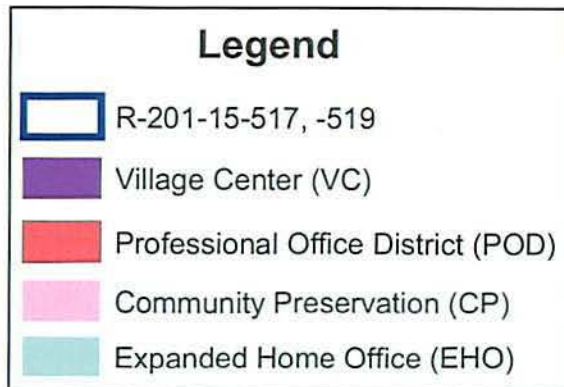 Legend
R-201-15-517, -519
Village Center (VC)
Professional Office District (POD)
Community Preservation (CP)
Expanded Home Office (EHO)